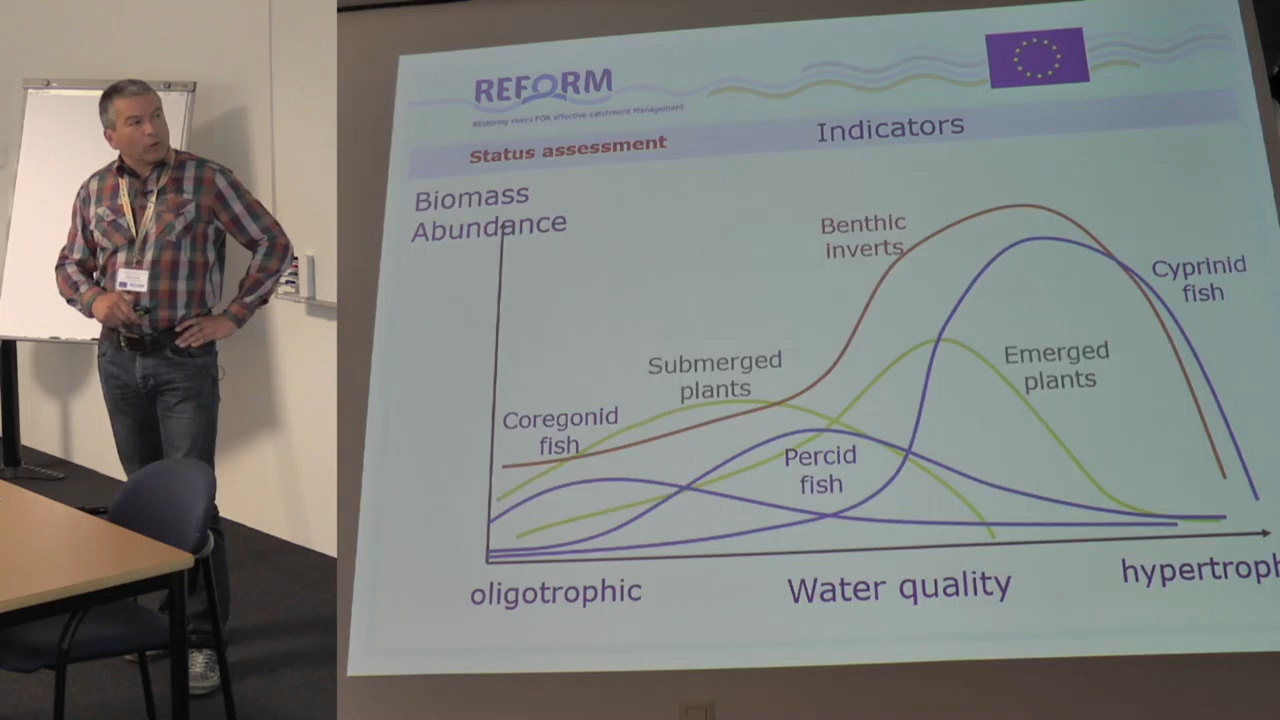 REFORM
REstoring rivers FOR effective catchment Management
Status assessment
Indicators
Biomass
Abundance
Benthic
inverts
Cyprinid
fish
Submerged
plants
Emerged
plants
Coregonid
fish
Percid
fish
oligotrophic
Water quality
hypertroph